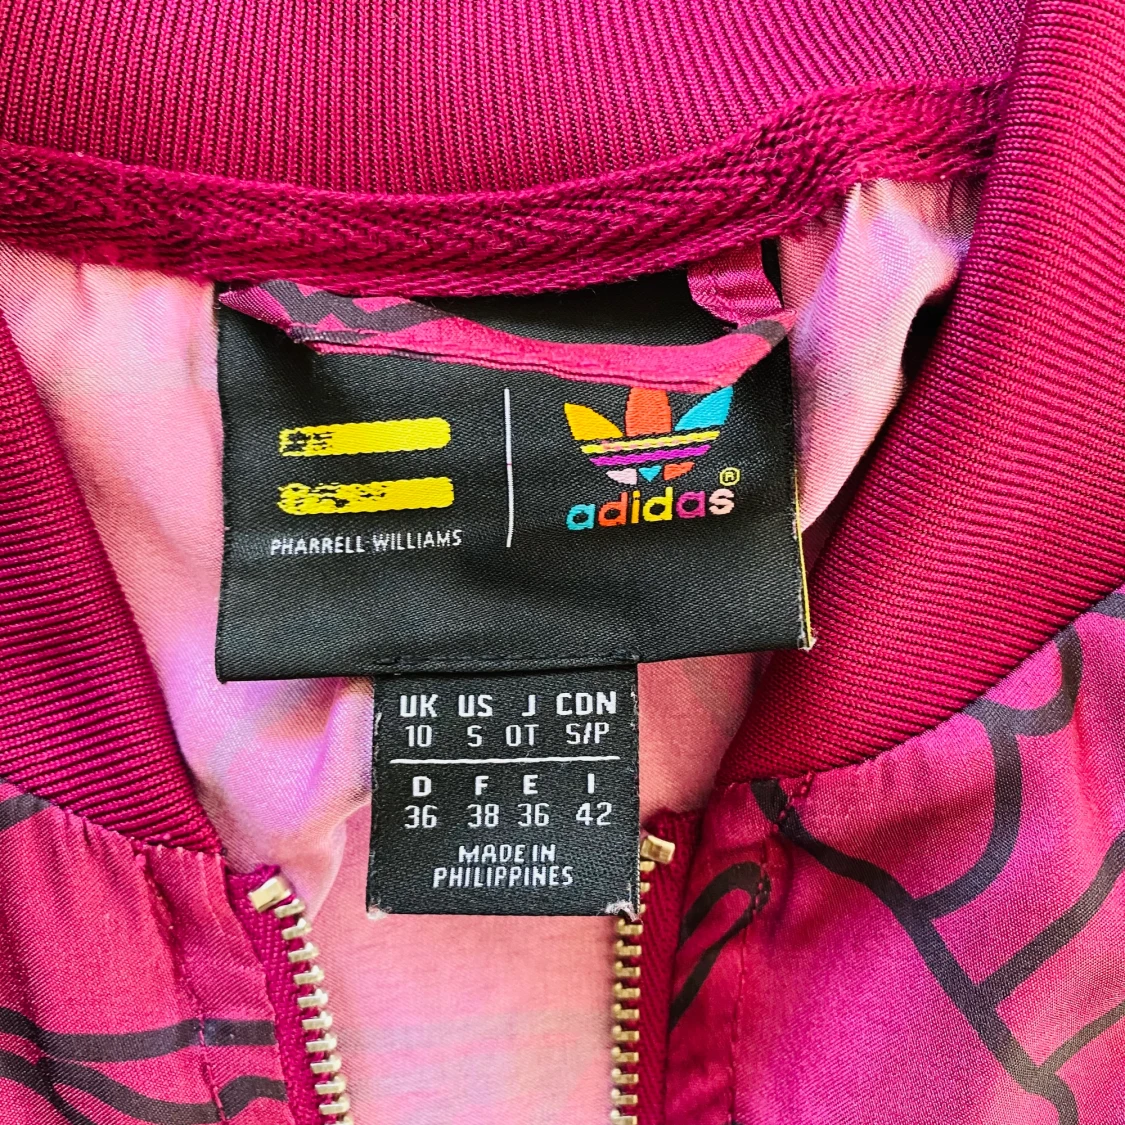 PHARRELL WILLIAMS
adidas®
UK US J CDN
10 S OT S/P
D F E I
36 38 36 42
MADE IN
PHILIPPINES